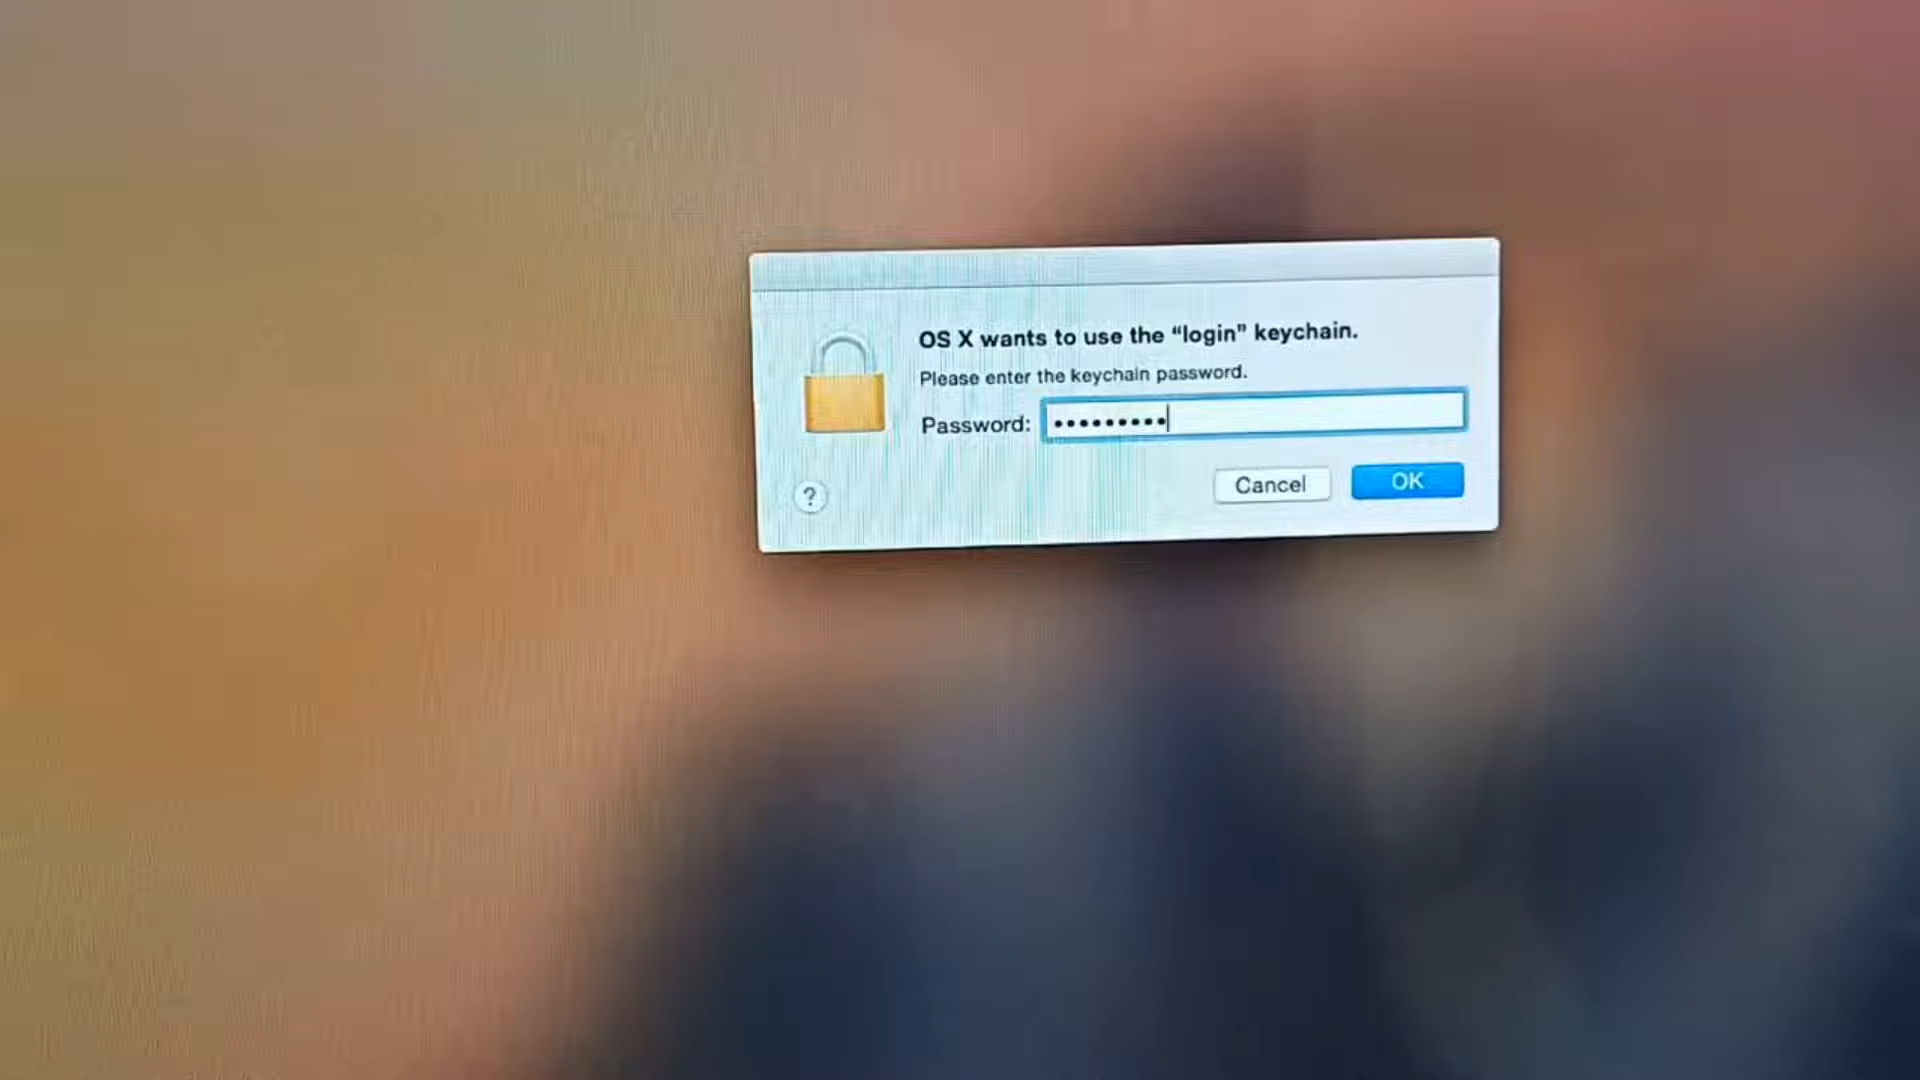 OS X wants to use the “login” keychain.
Please enter the keychain password.
Password: •••••••••
? Cancel OK